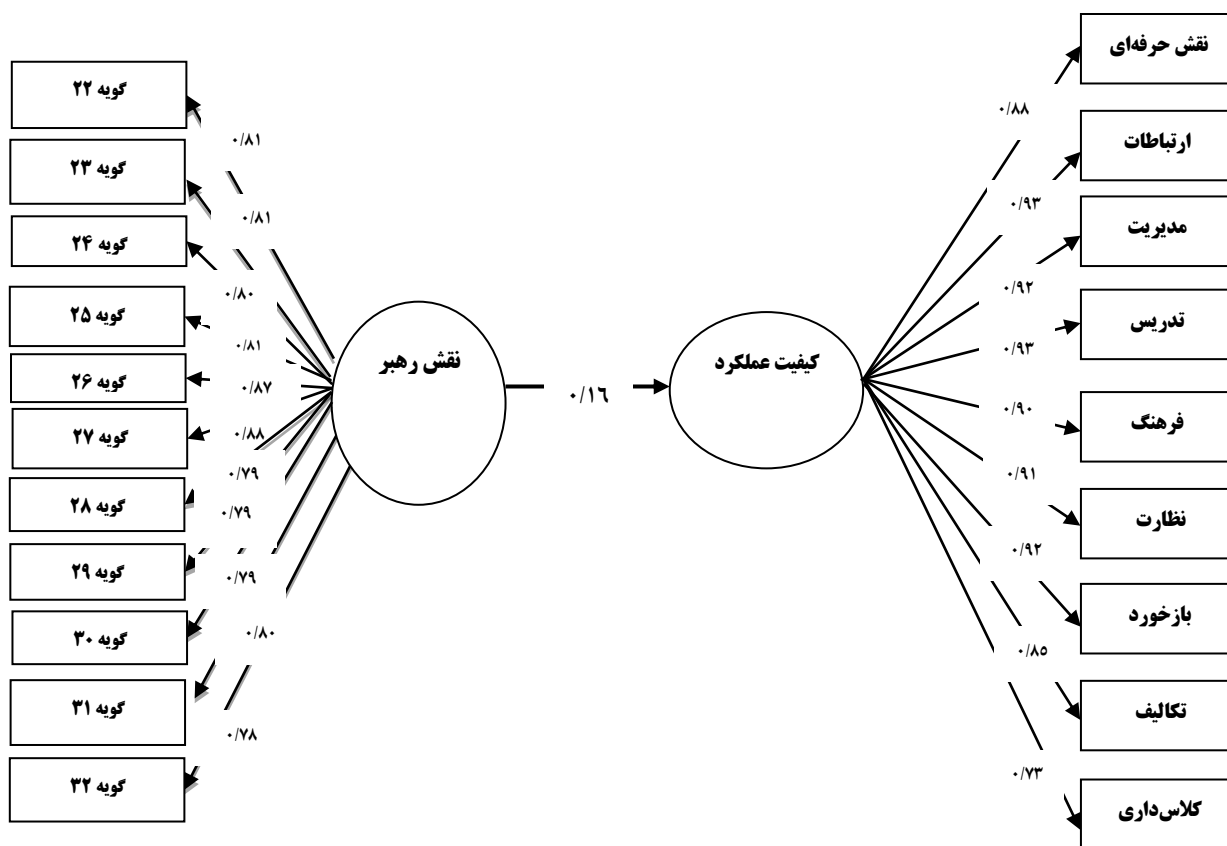 نقش حرفه‌ای
ارتباطات
مدیریت
تدریس
فرهنگ
نظارت
بازخورد
تکالیف
کلاس‌داری
۰/۸۸
۰/۹۳
۰/۹۲
۰/۹۳
۰/۹۰
۰/۹۱
۰/۹۲
۰/۸۵
۰/۷۳
کیفیت عملکرد
۰/۱٦
نقش رهبر
۰/۸۱
۰/۸۱
۰/۸۰
۰/۸۱
۰/۸۷
۰/۸۸
۰/۷۹
۰/۷۹
۰/۷۹
۰/۸۰
۰/۷۸
گویه ۲۲
گویه ۲۳
گویه ۲۴
گویه ۲۵
گویه ۲۶
گویه ۲۷
گویه ۲۸
گویه ۲۹
گویه ۳۰
گویه ۳۱
گویه ۳۲